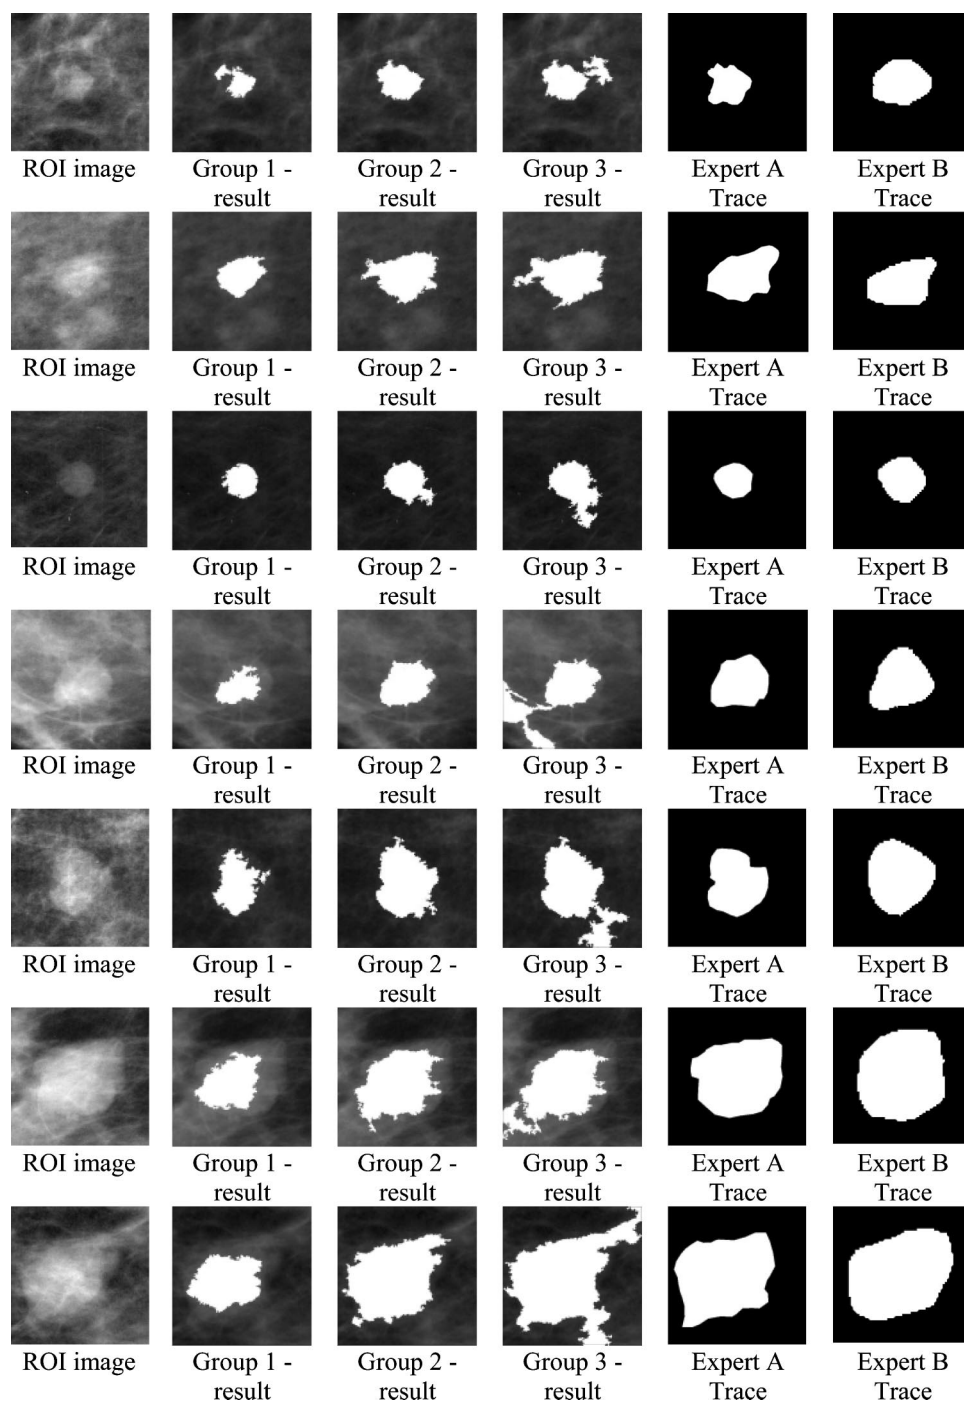 ROI image Group 1 - Group 2 - Group 3 - Expert A Expert B
result result result Trace Trace
ROI image Group 1 - Group 2 - Group 3 - Expert A Expert B
result result result Trace Trace
ROI image Group 1 - Group 2 - Group 3 - Expert A Expert B
result result result Trace Trace
ROI image Group 1 - Group 2 - Group 3 - Expert A Expert B
result result result Trace Trace
ROI image Group 1 - Group 2 - Group 3 - Expert A Expert B
result result result Trace Trace
ROI image Group 1 - Group 2 - Group 3 - Expert A Expert B
result result result Trace Trace
ROI image Group 1 - Group 2 - Group 3 - Expert A Expert B
result result result Trace Trace